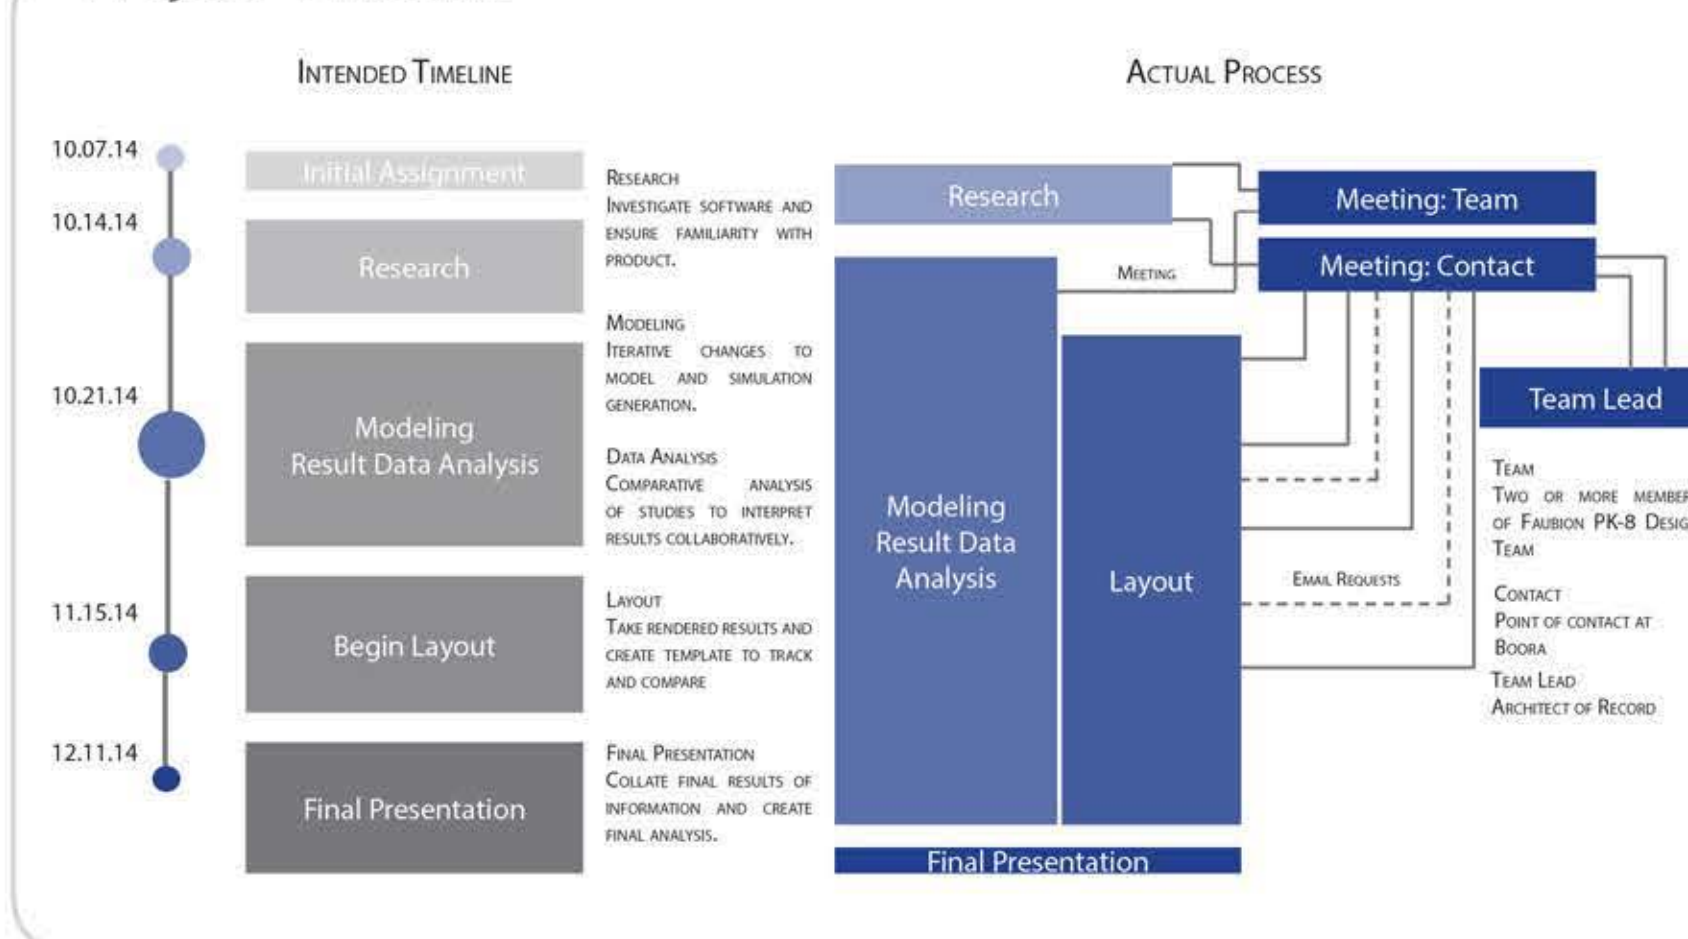 INTENDED TIMELINE
10.07.14
10.14.14
10.21.14
11.15.14
12.11.14
Initial Assignment
Research
Modeling
Result Data Analysis
Begin Layout
Final Presentation
RESEARCH
INVESTIGATE SOFTWARE AND
ENSURE FAMILIARITY WITH
PRODUCT.
MODELING
ITERATIVE CHANGES TO
MODEL AND SIMULATION
GENERATION.
DATA ANALYSIS
COMPARATIVE ANALYSIS
OF STUDIES TO INTERPRET
RESULTS COLLABORATIVELY.
LAYOUT
TAKE RENDERED RESULTS AND
CREATE TEMPLATE TO TRACK
AND COMPARE
FINAL PRESENTATION
COLLATE FINAL RESULTS OF
INFORMATION AND CREATE
FINAL ANALYSIS.
ACTUAL PROCESS
Research
Meeting: Team
Meeting: Contact
MEETING
Team Lead
Modeling
Result Data
Analysis
Layout
EMAIL REQUESTS
Final Presentation
TEAM
TWO OR MORE MEMBER
OF FAUBION PK-8 DESIG
TEAM
CONTACT
POINT OF CONTACT AT
BOORA
TEAM LEAD
ARCHITECT OF RECORD